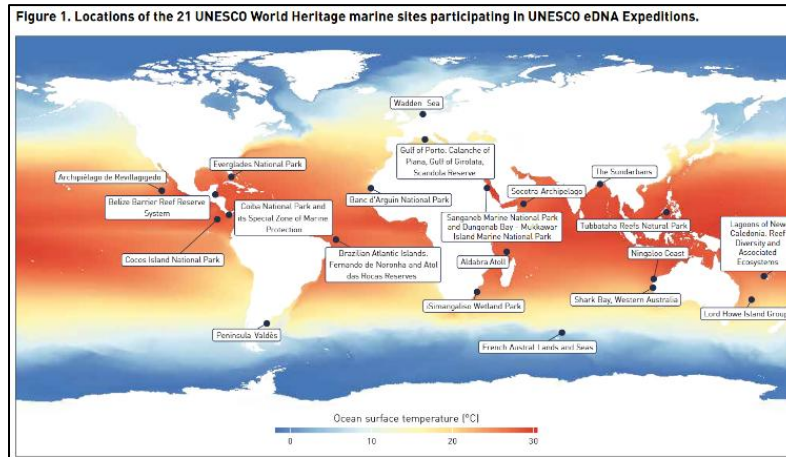 Figure 1. Locations of the 21 UNESCO World Heritage marine sites participating in UNESCO eDNA Expeditions.
Wadden Sea
Everglades National Park
Gulf of Porto, Calanche of
Piana, Gulf of Girolata,
Scandola Reserve
The Sundarbans
Archipiélago de Revillagigedo
Socotra Archipelago
Belize Barrier Reef Reserve
System
Coiba National Park and
its Special Zone of Marine
Protection
Banc d'Arguin National Park
Sanganeb Marine National Park
and Dungonab Bay – Mukkawar
Island Marine National Park
Tubbataha Reefs Natural Park
Lagoons of New
Caledonia. Reef
Diversity and
Associated
Ecosystems
Cocos Island National Park
Brazilian Atlantic Islands.
Fernando de Noronha and Atol
das Rocas Reserves
Aldabra Atoll
Ningaloo Coast
iSimangaliso Wetland Park
Shark Bay, Western Australia
Lord Howe Island Group
Península Valdés
French Austral Lands and Seas
Ocean surface temperature (°C)
0 10 20 30